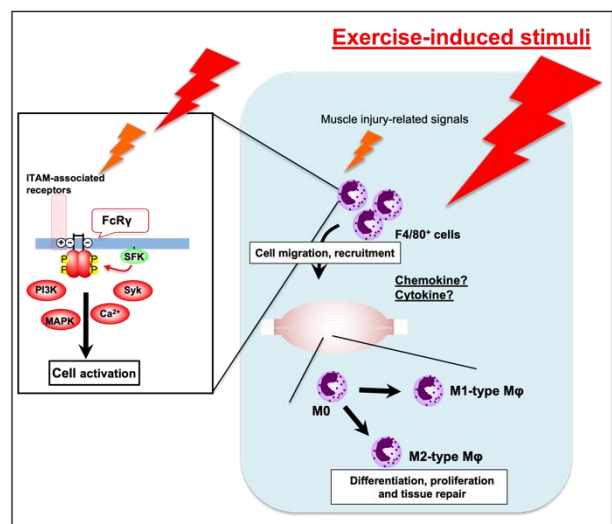 Exercise-induced stimuli
Muscle injury-related signals
ITAM-associated
receptors
FcRγ
+ - -
SFK
P P
P P
PI3K
Syk
MAPK
Ca²⁺
Cell activation
F4/80⁺ cells
Cell migration, recruitment
Chemokine?
Cytokine?
M0
M1-type Mφ
M2-type Mφ
Differentiation, proliferation
and tissue repair